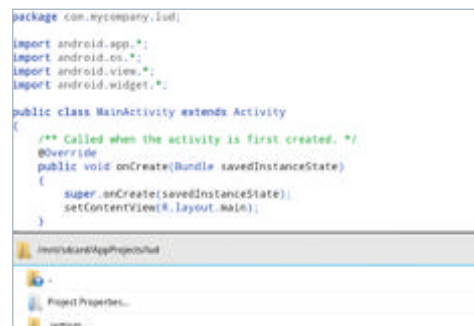 package com.mycompany.lud;
import android.app.*;
import android.os.*;
import android.view.*;
import android.widget.*;
public class MainActivity extends Activity
{
/** Called when the activity is first created. */
@Override
public void onCreate(Bundle savedInstanceState)
{
super.onCreate(savedInstanceState);
setContentView(R.layout.main);
}
/mnt/sdcard/AppProjects/lud
..
Project Properties...